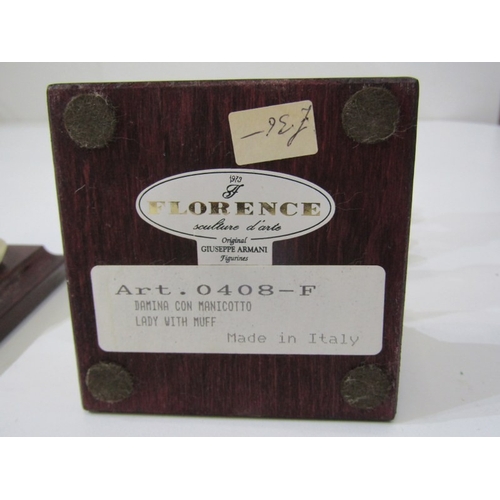 £36—
1973
FLORENCE
sculture d'arte
Original
GIUSEPPE ARMANI
Figurines
Art.0408-F
DAMINA CON MANICOTTO
LADY WITH MUFF
Made in Italy